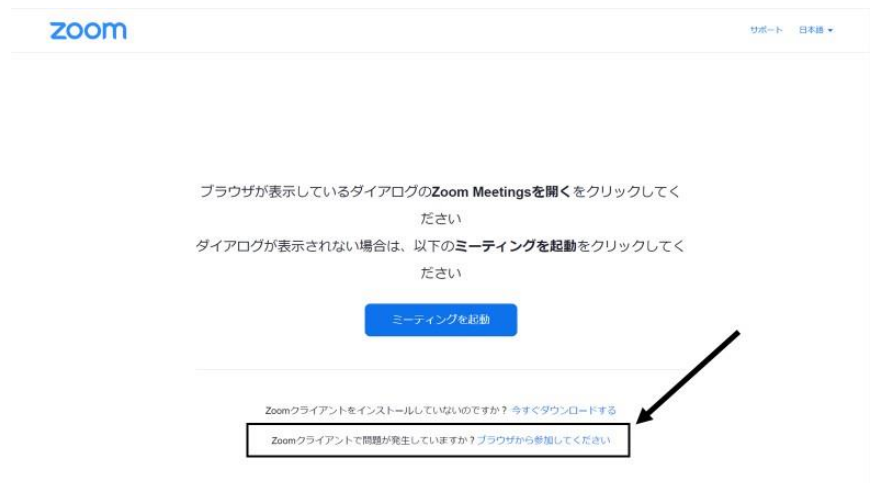 zoom
サポート 日本語
ブラウザが表示しているダイアログのZoom Meetingsを開くをクリックしてく
ださい
ダイアログが表示されない場合は、以下のミーティングを起動をクリックしてく
ださい
ミーティングを起動
Zoomクライアントをインストールしていないのですか？ 今すぐダウンロードする
Zoomクライアントで問題が発生していますか？ブラウザから参加してください